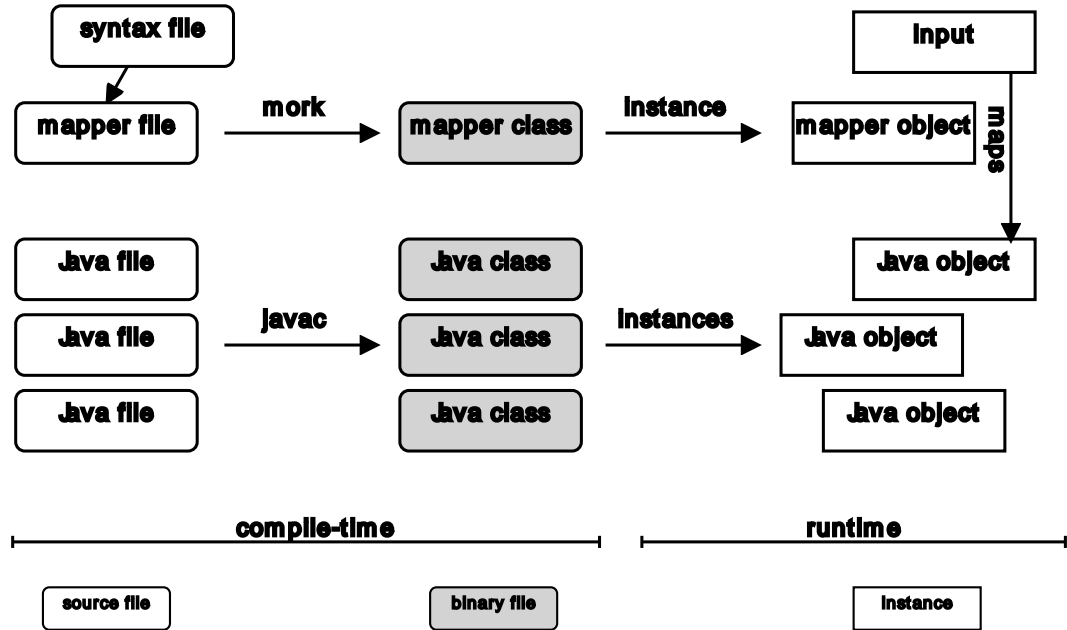 syntax file
Input
mapper file
mork
mapper class
instance
mapper object
maps
Java file
Java class
Java object
Java file
javac
Java class
instances
Java object
Java file
Java class
Java object
compile-time
runtime
source file
binary file
instance